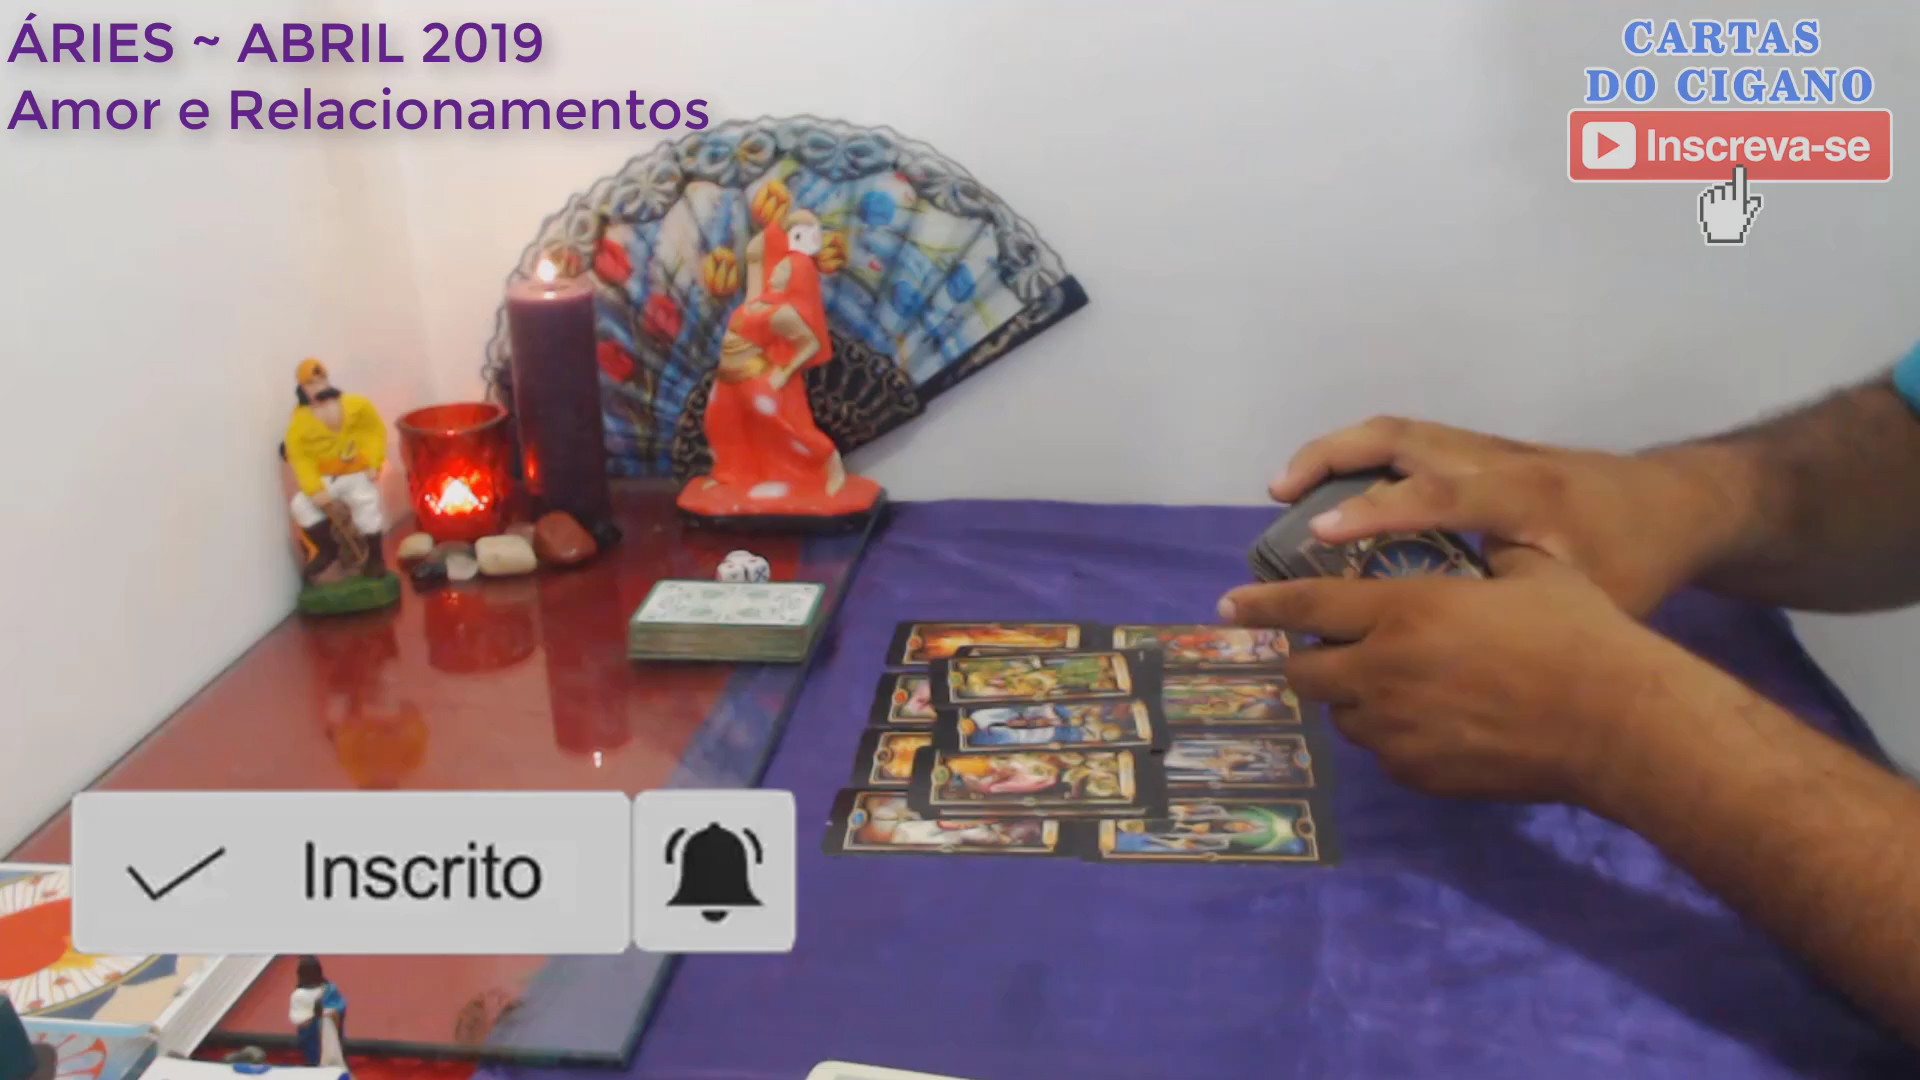 ÁRIES ~ ABRIL 2019
Amor e Relacionamentos
CARTAS
DO CIGANO
Inscreva-se
Inscrito